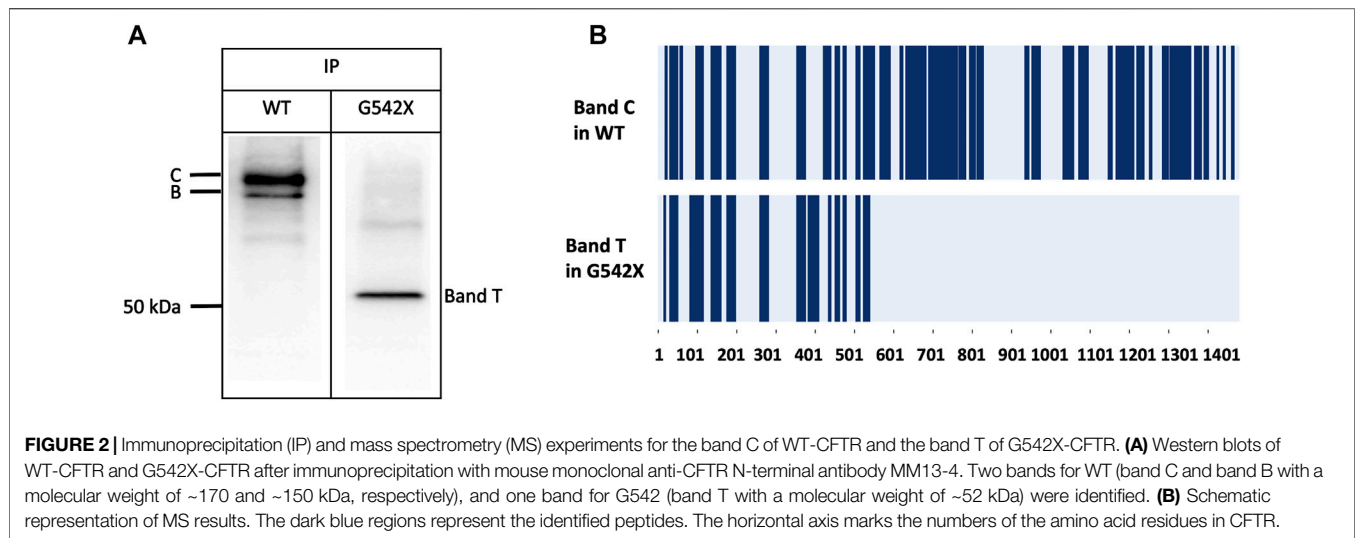 A
B
IP
WT
G542X
C
B
50 kDa
Band T
Band C
in WT
Band T
in G542X
1 101 201 301 401 501 601 701 801 901 1001 1101 1201 1301 1401
FIGURE 2 | Immunoprecipitation (IP) and mass spectrometry (MS) experiments for the band C of WT-CFTR and the band T of G542X-CFTR. (A) Western blots of
WT-CFTR and G542X-CFTR after immunoprecipitation with mouse monoclonal anti-CFTR N-terminal antibody MM13-4. Two bands for WT (band C and band B with a
molecular weight of ~170 and ~150 kDa, respectively), and one band for G542 (band T with a molecular weight of ~52 kDa) were identified. (B) Schematic
representation of MS results. The dark blue regions represent the identified peptides. The horizontal axis marks the numbers of the amino acid residues in CFTR.